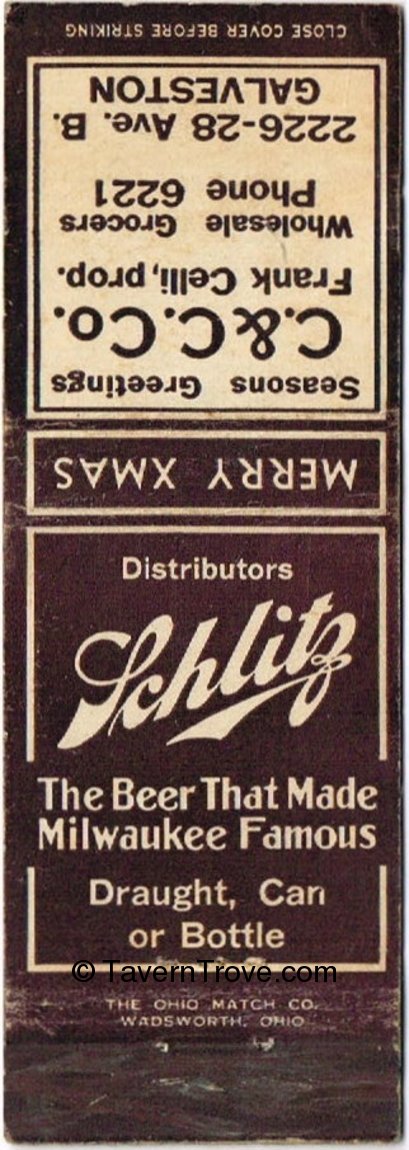 CLOSE COVER BEFORE STRIKING
Seasons Greetings
C.&C.Co.
Frank Celli, prop.
Wholesale Grocers
Phone 6221
2226-28 Ave. B.
GALVESTON
MERRY XMAS
Distributors
Schlitz
The Beer That Made
Milwaukee Famous
Draught, Can
or Bottle
© TavernTrove.com
THE OHIO MATCH CO.
WADSWORTH, OHIO